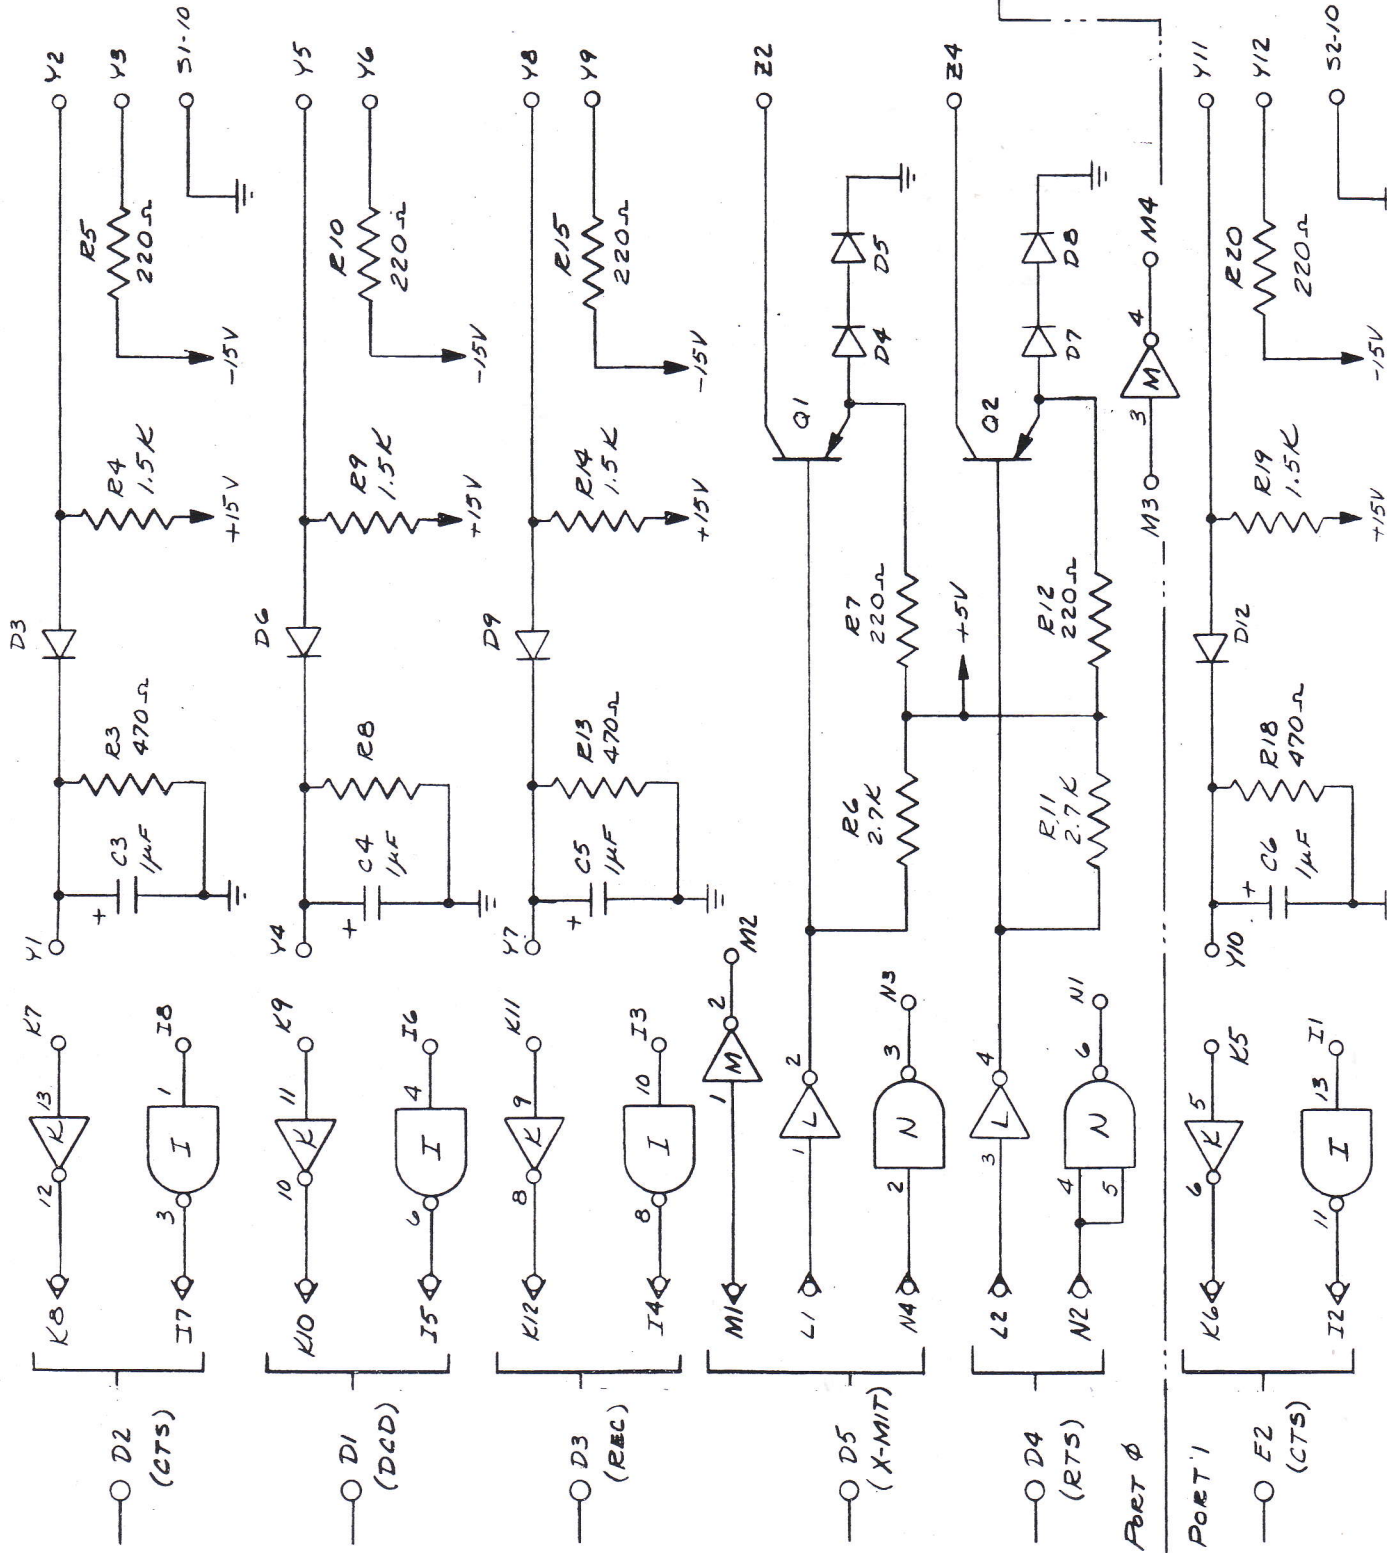 Y2
Y3
S1-10
R5
220Ω
-15V
R4
1.5K
+15V
D3
R3
470Ω
C3
1µF
+
Y1
K7
13
K
12
K8
I8
1
I
3
I7
D2
(CTS)
Y5
Y6
R10
220Ω
-15V
R9
1.5K
+15V
D6
R8
C4
1µF
+
Y4
K9
11
K
10
K10
I6
4
I
6
I5
D1
(DCD)
Y8
Y9
R15
220Ω
-15V
R14
1.5K
+15V
D9
R13
470Ω
C5
1µF
+
Y7
K11
9
K
8
K12
I3
10
I
8
I4
D3
(REC)
M2
2
M
1
M1
Z2
Q1
D4
D5
R7
220Ω
R6
2.7K
+5V
2
L
1
L1
N3
3
N
2
N4
D5
(X-MIT)
Z4
Q2
D7
D8
R12
220Ω
R11
2.7K
4
L
3
L2
N1
6
N
4
5
N2
D4
(RTS)
M3
3
M
4
M4
PORT φ
PORT 1
Y11
Y12
S2-10
R20
220Ω
-15V
R19
1.5K
+15V
D12
R18
470Ω
C6
1µF
+
Y10
K5
5
K
6
K6
I1
13
I
11
I2
E2
(CTS)